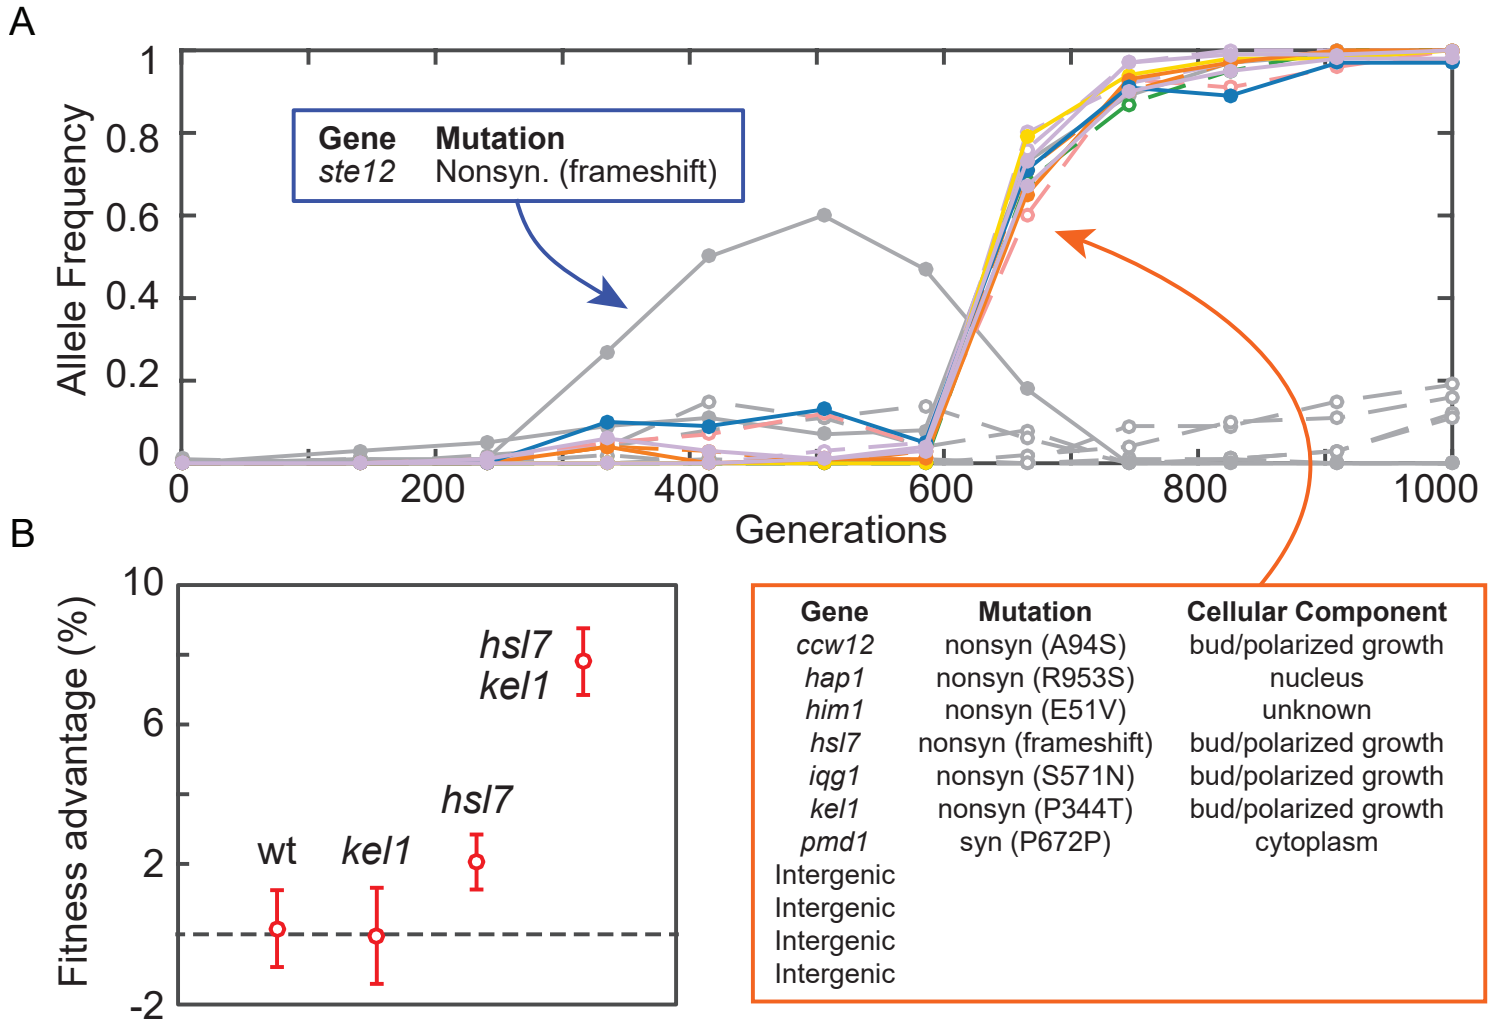 A
Allele Frequency
1
0.8
0.6
0.4
0.2
0
Gene Mutation
ste12 Nonsyn. (frameshift)
0 200 400 600 800 1000
Generations
B
Fitness advantage (%)
10
6
2
-2
wt
kel1
hsl7
hsl7
kel1
Gene Mutation Cellular Component
ccw12 nonsyn (A94S) bud/polarized growth
hap1 nonsyn (R953S) nucleus
him1 nonsyn (E51V) unknown
hsl7 nonsyn (frameshift) bud/polarized growth
iqg1 nonsyn (S571N) bud/polarized growth
kel1 nonsyn (P344T) bud/polarized growth
pmd1 syn (P672P) cytoplasm
Intergenic
Intergenic
Intergenic
Intergenic